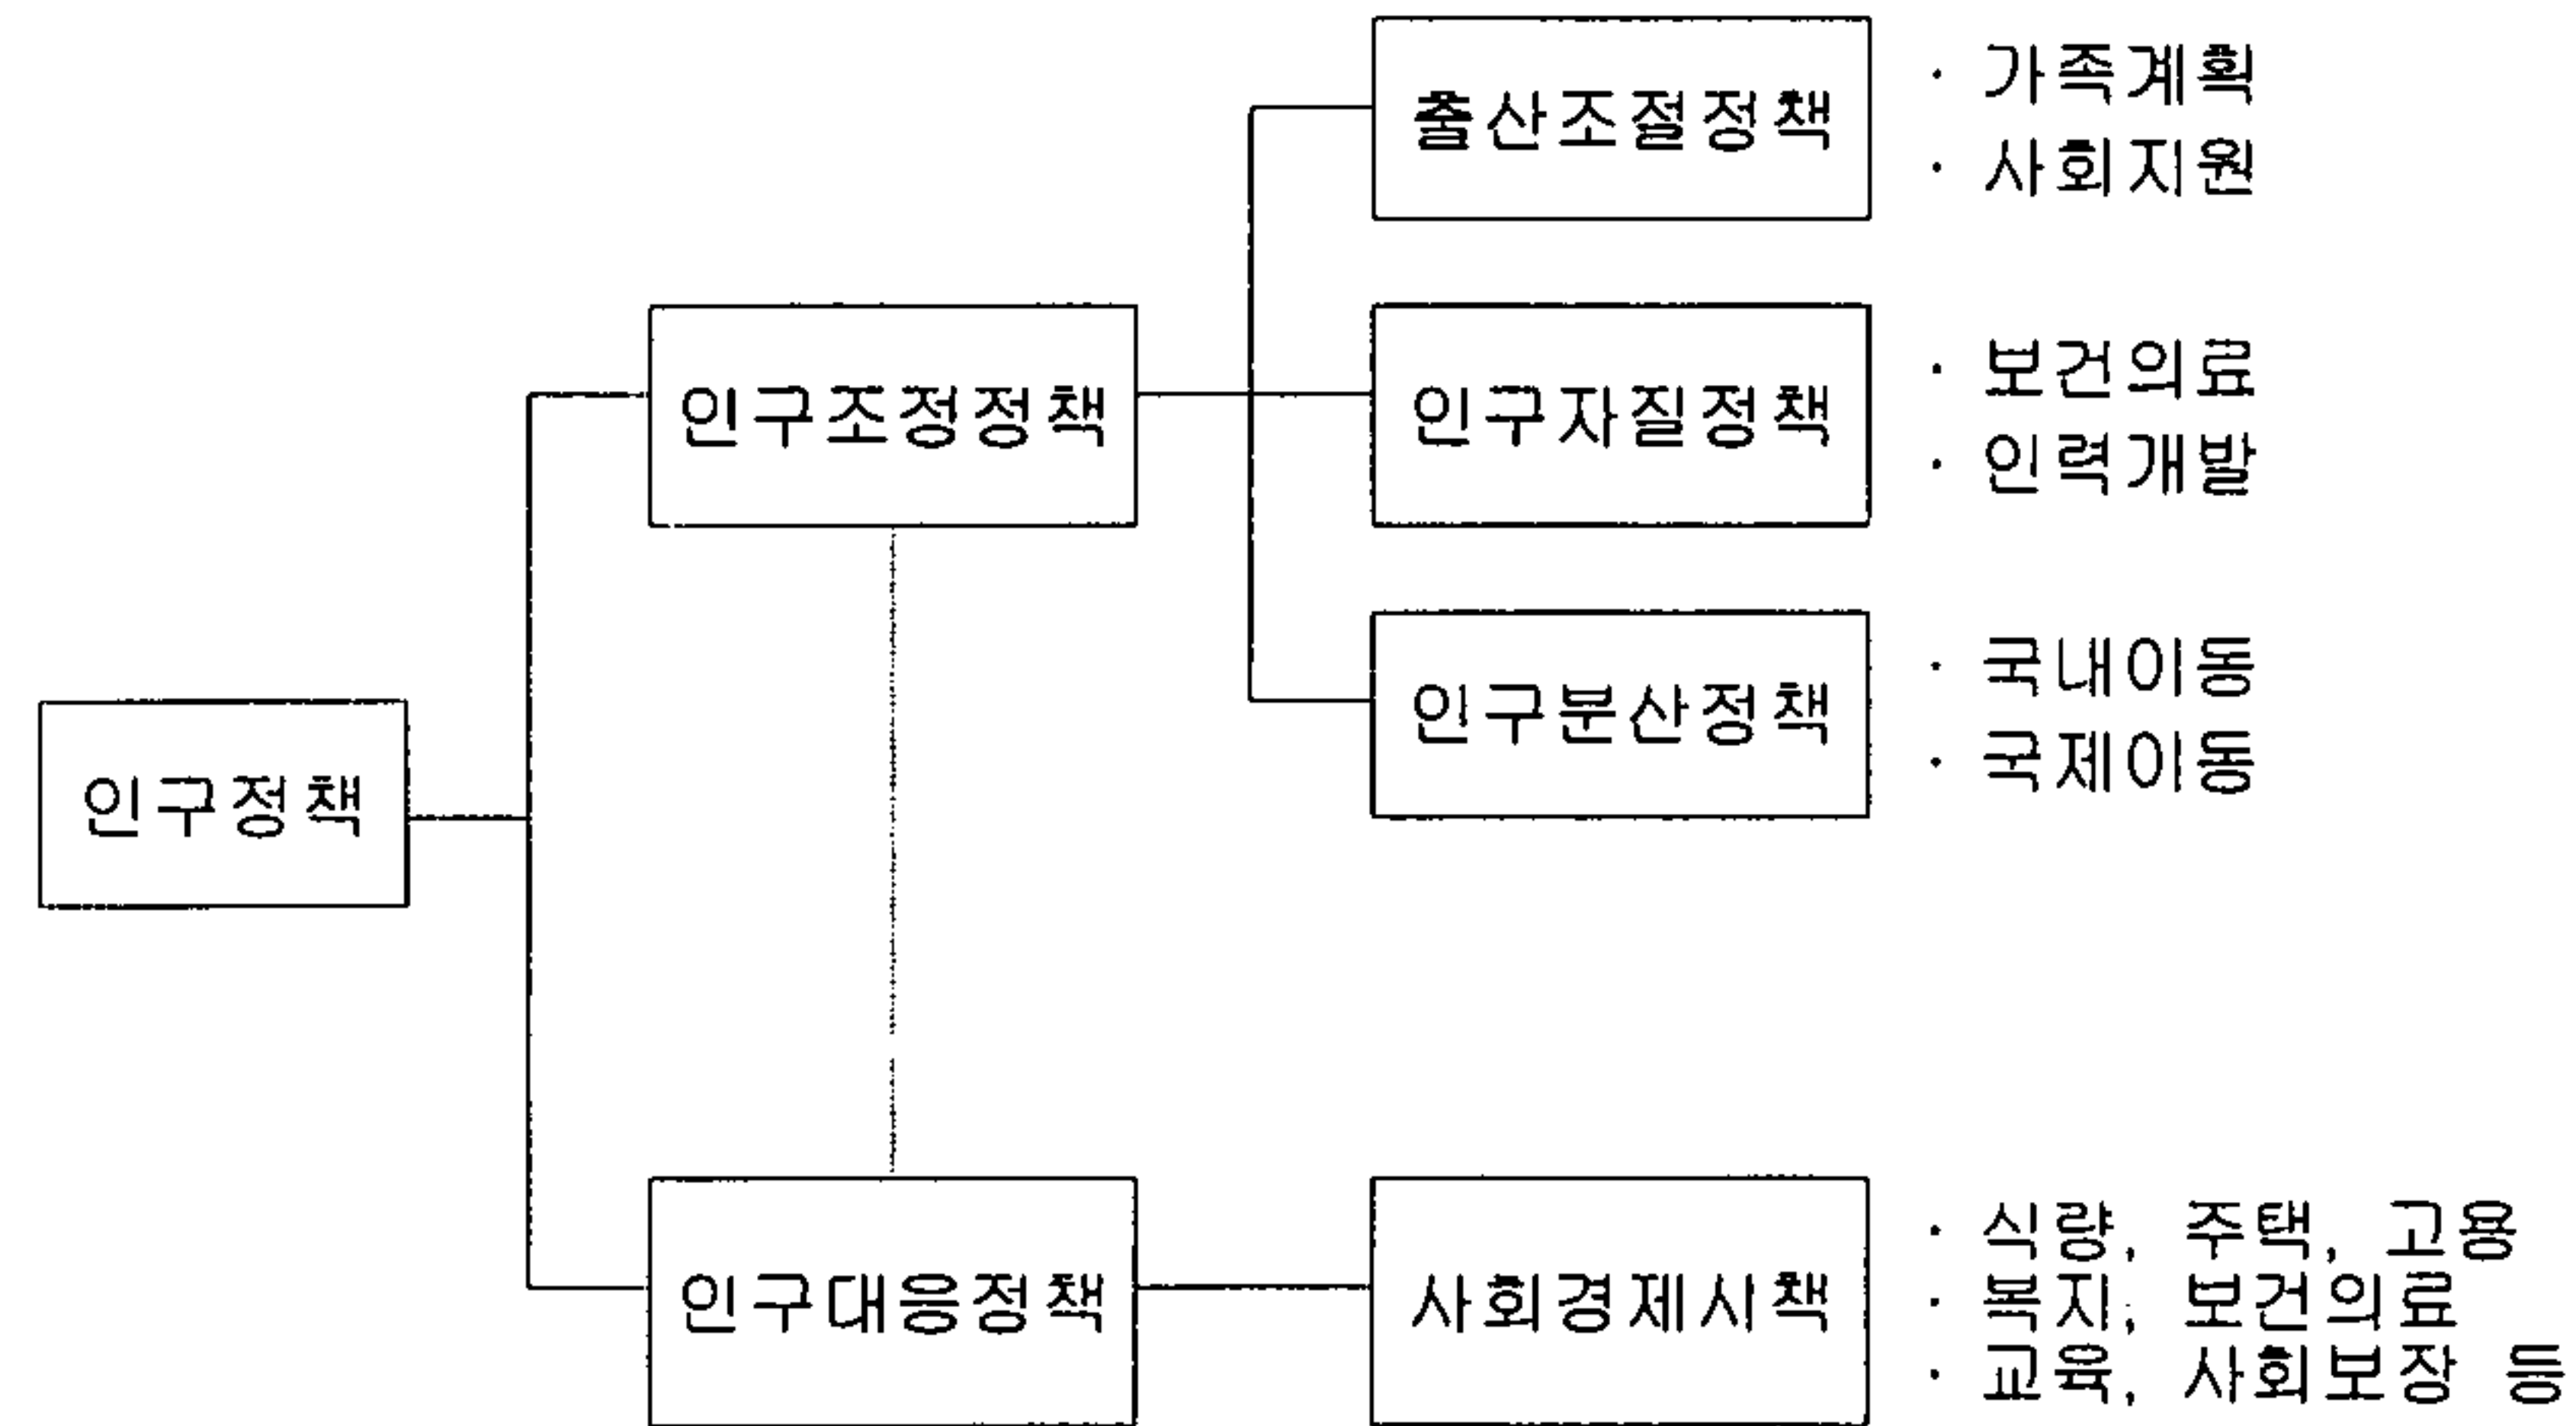 출산조절정책
· 가족계획
· 사회지원
인구조정정책
인구자질정책
· 보건의료
· 인력개발
인구분산정책
· 국내이동
· 국제이동
인구정책
인구대응정책
사회경제시책
· 식량, 주택, 고용
· 복지, 보건의료
· 교육, 사회보장 등